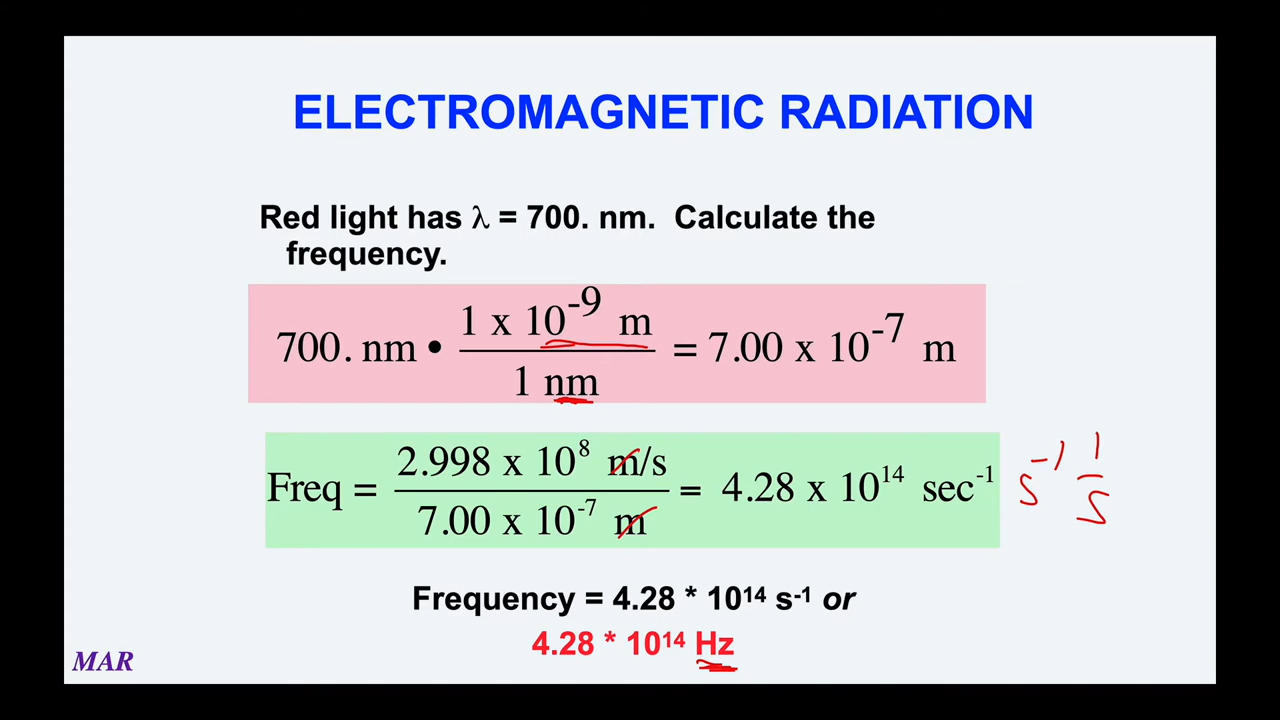 ELECTROMAGNETIC RADIATION
Red light has λ = 700. nm. Calculate the
frequency.
700. nm • 1 x 10⁻⁹ m / 1 nm = 7.00 x 10⁻⁷ m
Freq = 2.998 x 10⁸ m/s / 7.00 x 10⁻⁷ m = 4.28 x 10¹⁴ sec⁻¹ s⁻¹ 1/s
Frequency = 4.28 * 10¹⁴ s⁻¹ or
4.28 * 10¹⁴ Hz
MAR